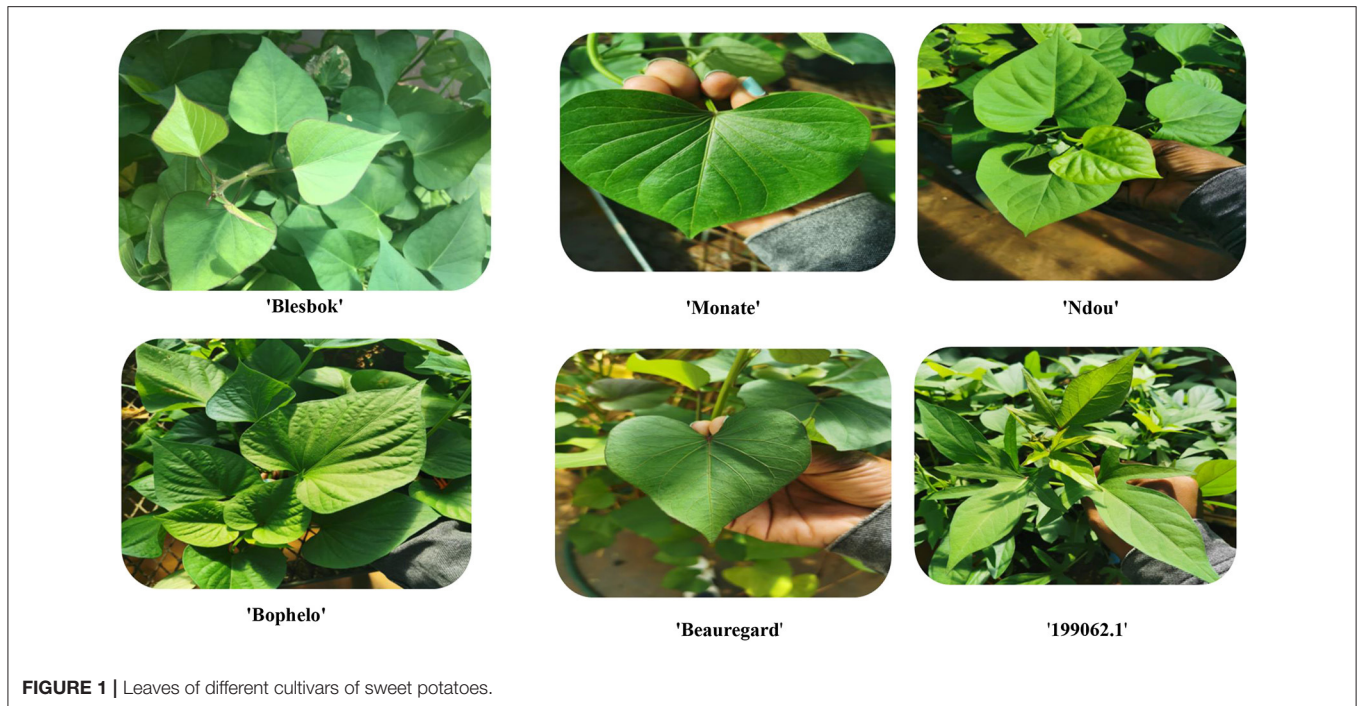 'Blesbok'
'Monate'
'Ndou'
'Bophelo'
'Beauregard'
'199062.1'
FIGURE 1 | Leaves of different cultivars of sweet potatoes.